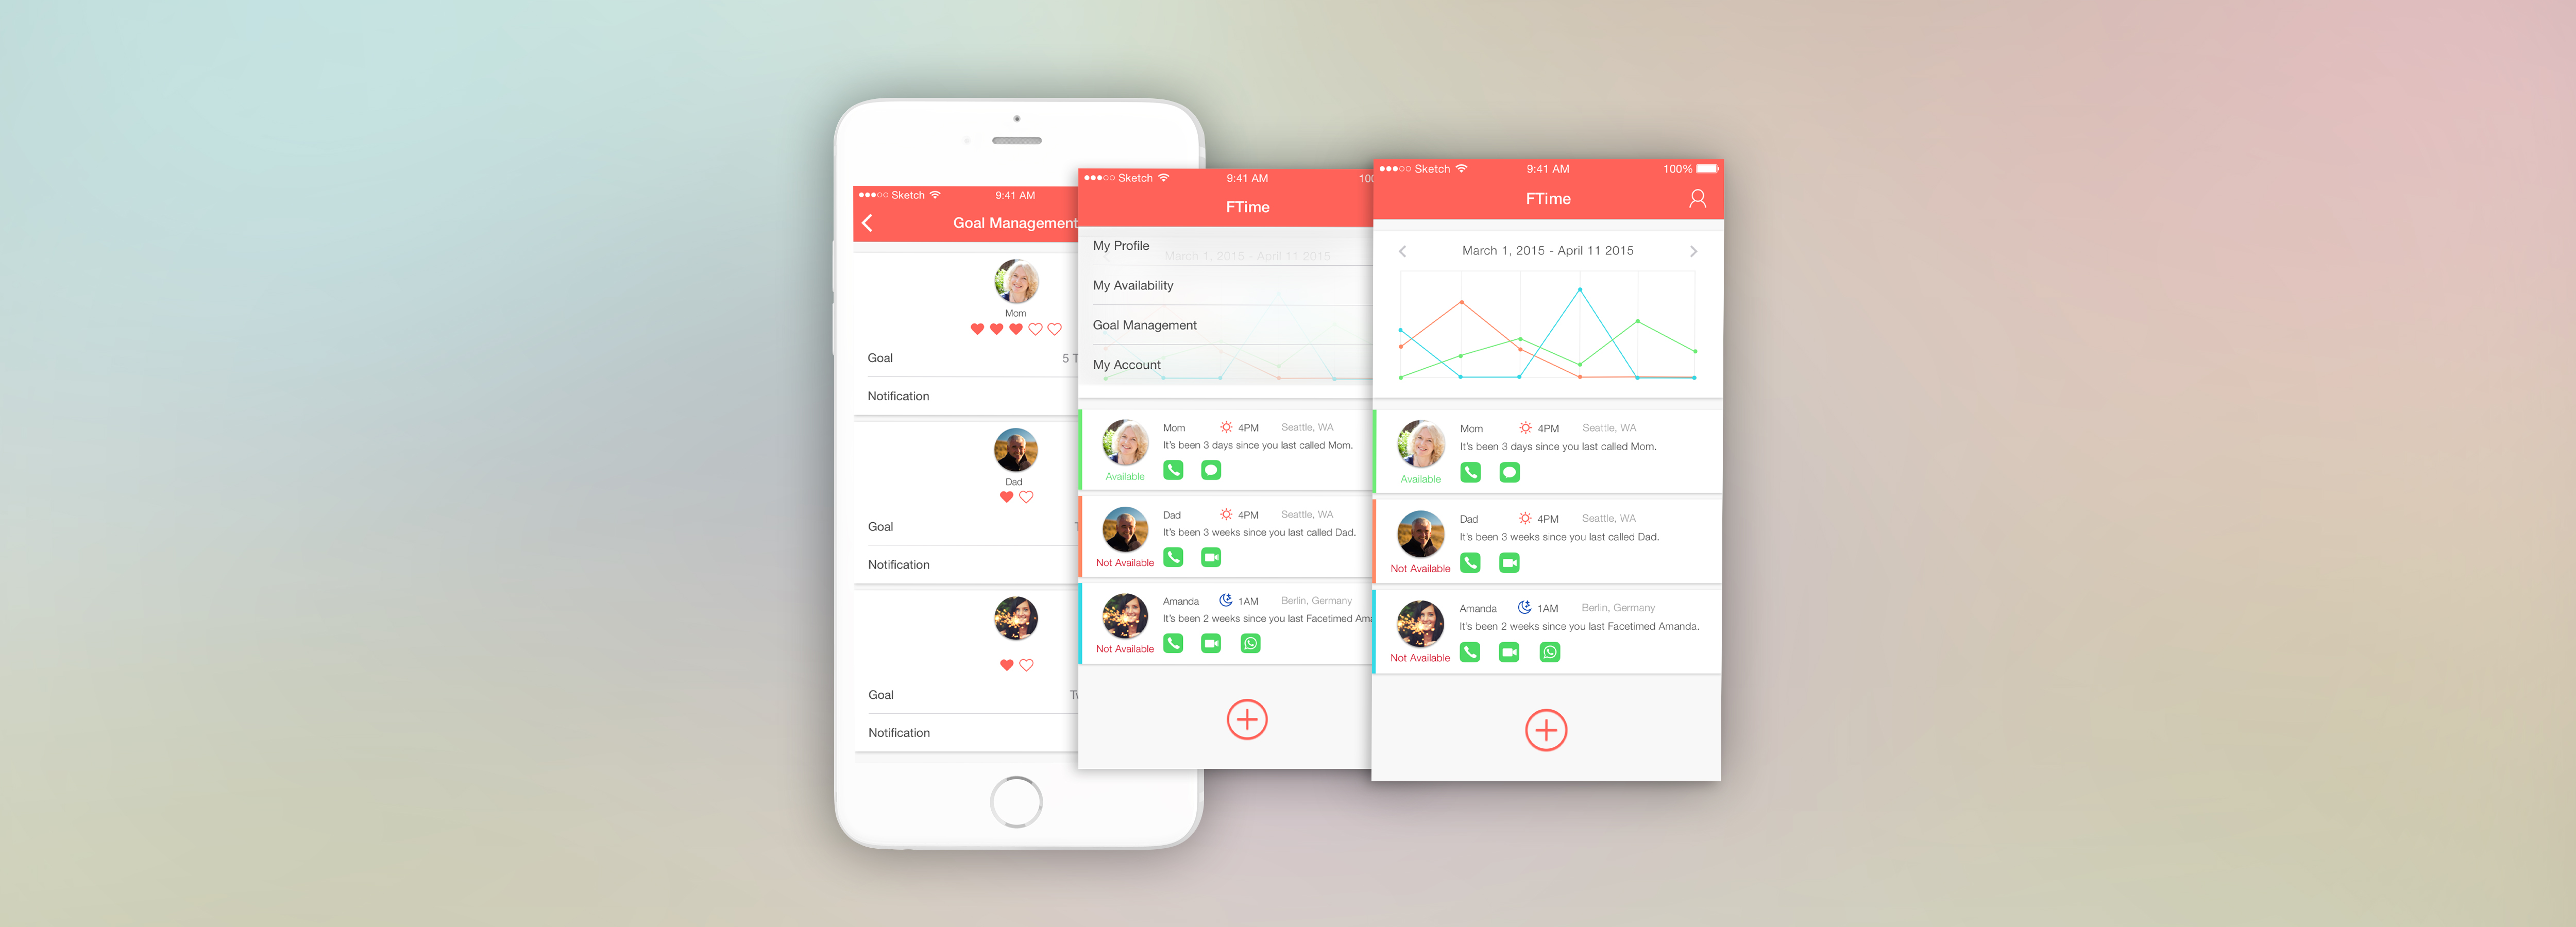 Sketch 9:41 AM
Goal Management
Mom
Goal 5
Notification
Dad
Goal
Notification
Goal
Notification
Sketch 9:41 AM
FTime
My Profile
March 1, 2015 - April 11 2015
My Availability
Goal Management
My Account
Mom 4PM Seattle, WA
It's been 3 days since you last called Mom.
Available
Dad 4PM Seattle, WA
It's been 3 weeks since you last called Dad.
Not Available
Amanda 1AM Berlin, Germany
It's been 2 weeks since you last Facetimed
Not Available
Sketch 9:41 AM 100%
FTime
March 1, 2015 - April 11 2015
Mom 4PM Seattle, WA
It's been 3 days since you last called Mom.
Available
Dad 4PM Seattle, WA
It's been 3 weeks since you last called Dad.
Not Available
Amanda 1AM Berlin, Germany
It's been 2 weeks since you last Facetimed Amanda.
Not Available